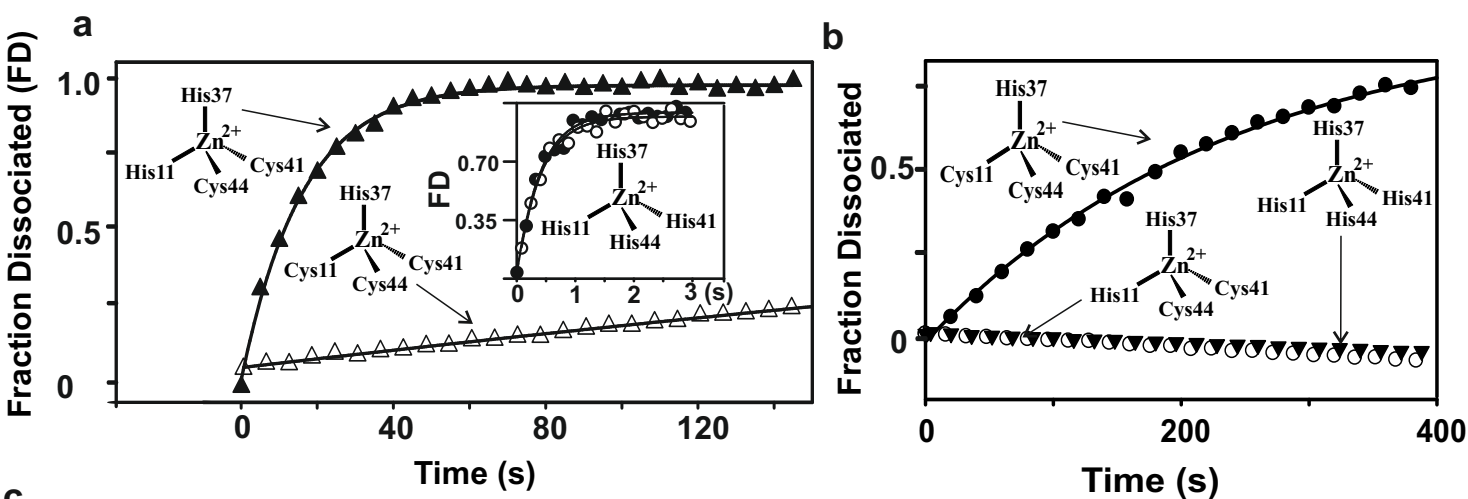 a
Fraction Dissociated (FD)
1.0
0.5
0
0 40 80 120
Time (s)
His37
Zn2+
His11
Cys41
Cys44
His37
Zn2+
Cys11
Cys41
Cys44
FD
0.70
0.35
0 1 2 3 (s)
His37
Zn2+
His11
His41
His44
b
Fraction Dissociated
0.5
0
0 200 400
Time (s)
His37
Zn2+
Cys11
Cys41
Cys44
His37
Zn2+
His11
Cys41
Cys44
His37
Zn2+
His11
His41
His44